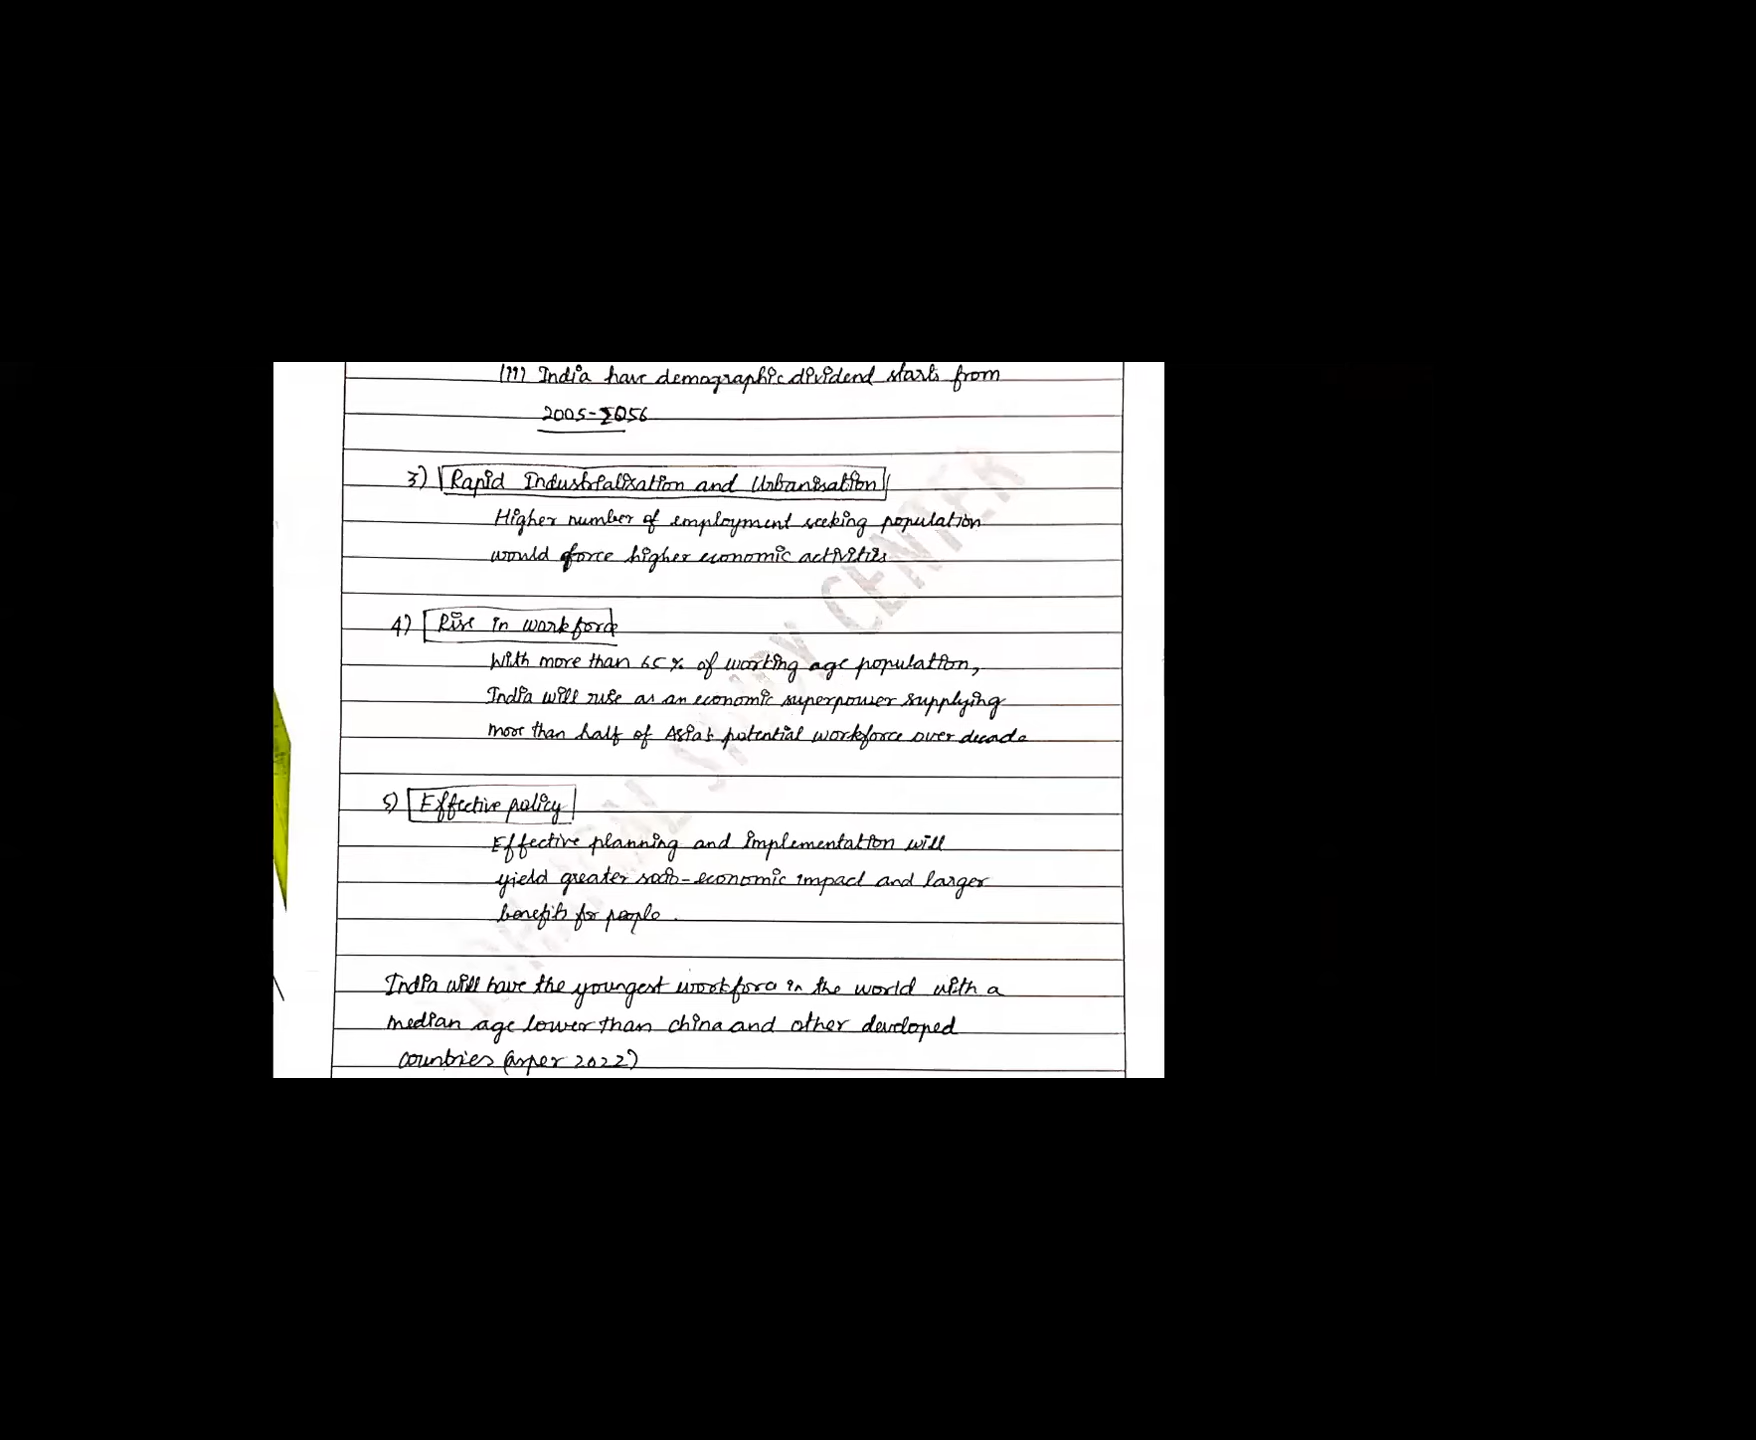 (iii) India have demographic dividend starts from
2005-2056
3) Rapid Industrialisation and Urbanisation
Higher number of employment seeking population
would force higher economic activities
4) Rise in workforce
With more than 65% of working age population,
India will rise as an economic superpower supplying
more than half of Asia's potential workforce over decade
5) Effective policy
Effective planning and implementation will
yield greater socio-economic impact and larger
benefits for people.
India will have the youngest workforce in the world with a
median age lower than china and other developed
countries (asper 2022)
STUDY CENTER